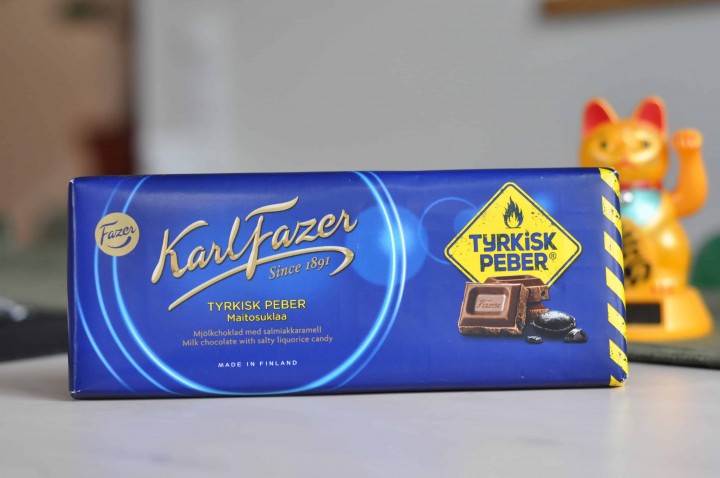 Fazer
Karl Fazer
Since 1891
TYRKISK PEBER
Maitosuklaa
Mjölkchoklad med salmiakkaramell
Milk chocolate with salty liquorice candy
MADE IN FINLAND
TYRKISK
PEBER®
Fazer